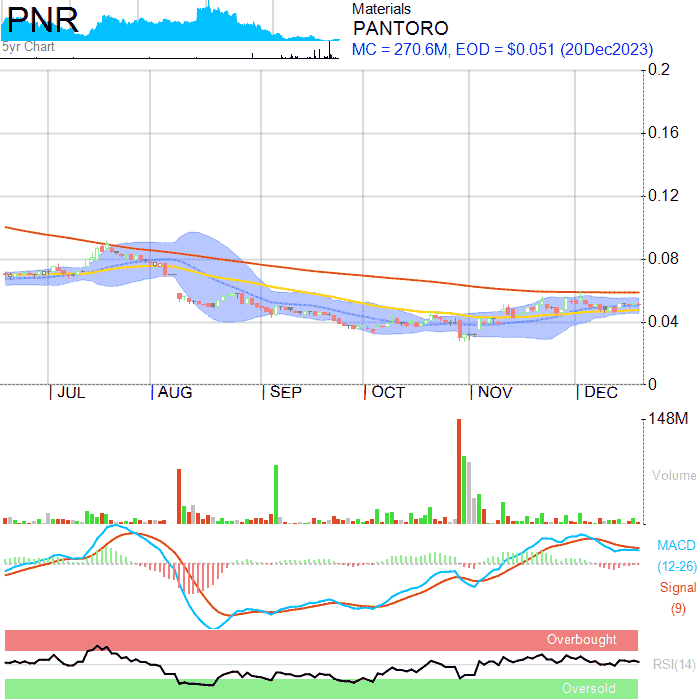 PNR
5yr Chart
Materials
PANTORO
MC = 270.6M, EOD = $0.051 (20Dec2023)
0.2
0.16
0.12
0.08
0.04
0
JUL AUG SEP OCT NOV DEC
148M
Volume
MACD
(12-26)
Signal
(9)
Overbought
RSI(14)
Oversold